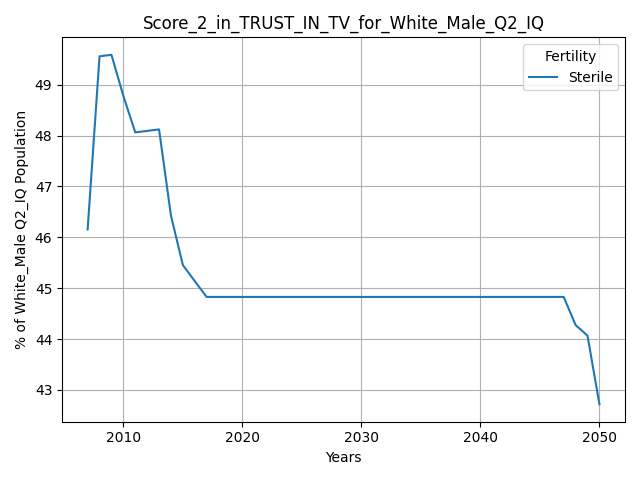 Score_2_in_TRUST_IN_TV_for_White_Male_Q2_IQ
% of White_Male Q2_IQ Population
49
48
47
46
45
44
43
Fertility
Sterile
2010 2020 2030 2040 2050
Years